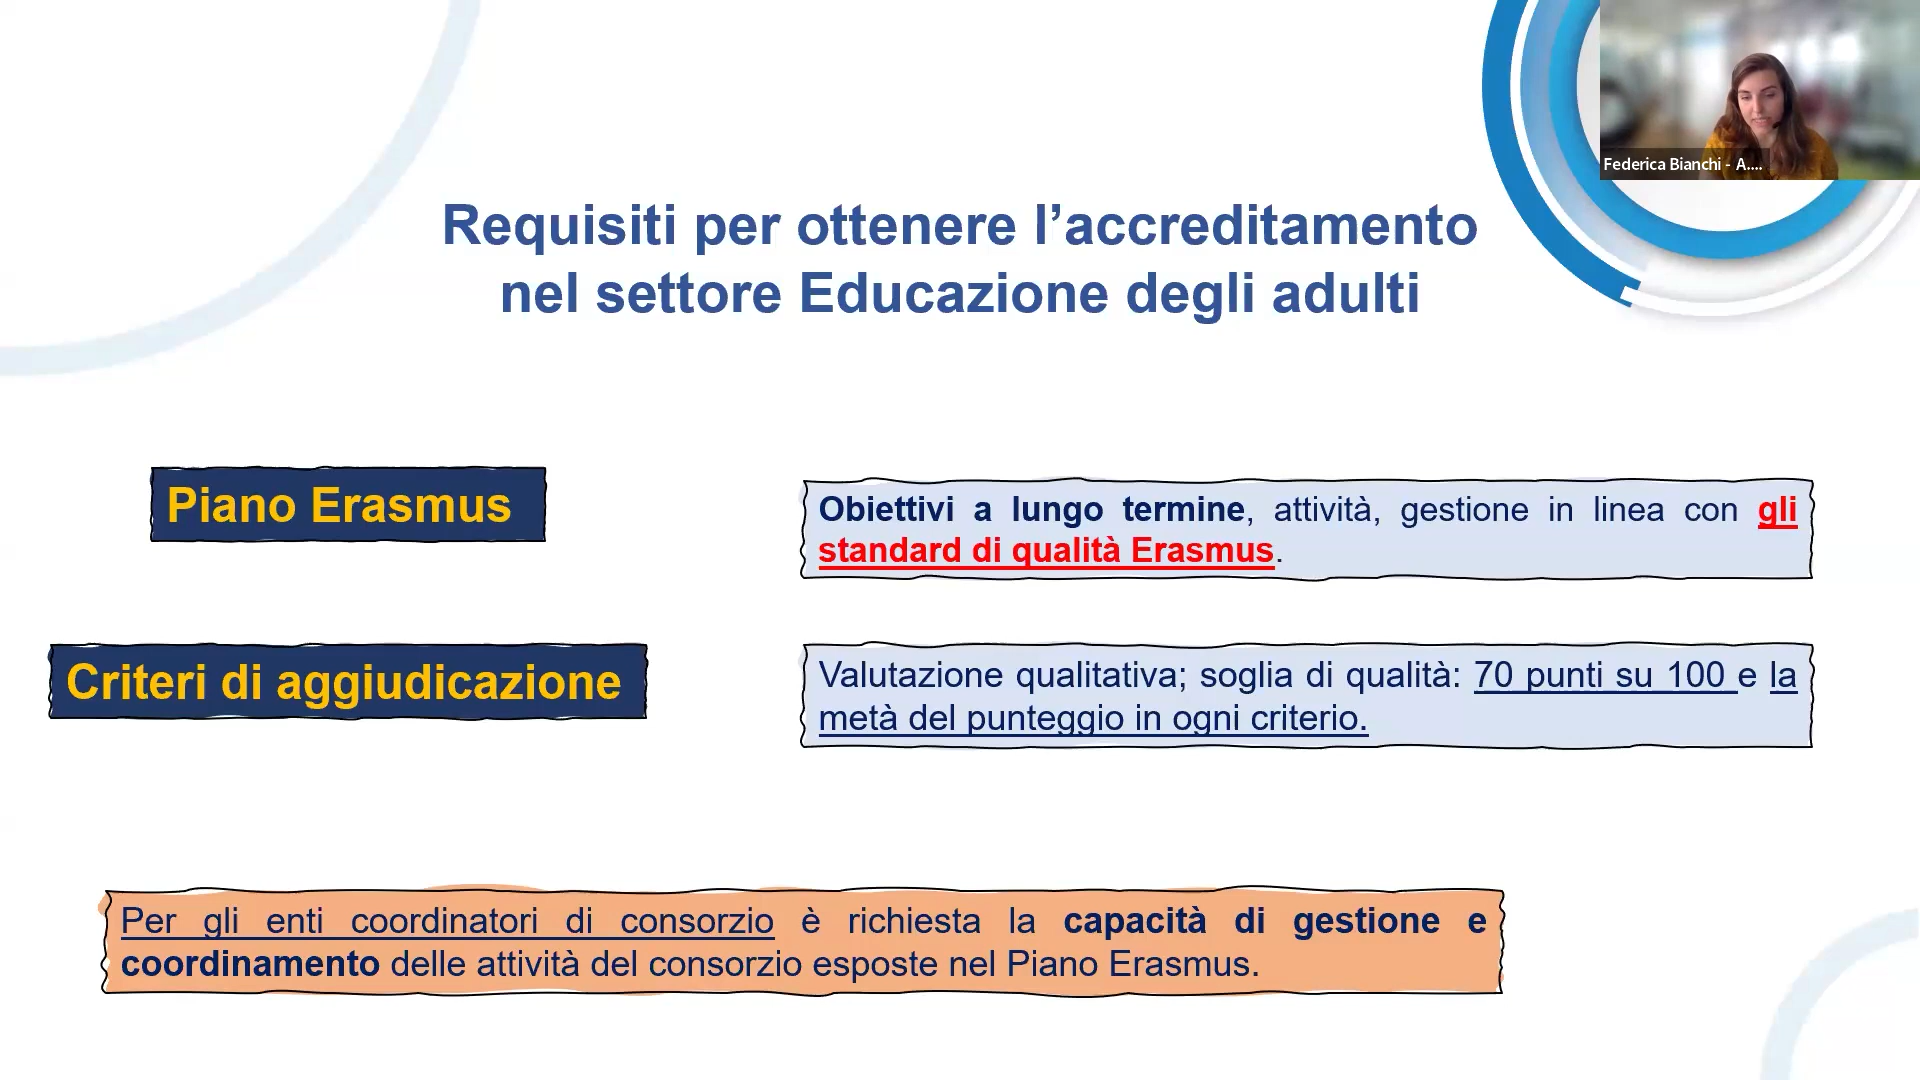 Federica Bianchi - A....
Requisiti per ottenere l’accreditamento
nel settore Educazione degli adulti
Piano Erasmus
Obiettivi a lungo termine, attività, gestione in linea con gli
standard di qualità Erasmus.
Criteri di aggiudicazione
Valutazione qualitativa; soglia di qualità: 70 punti su 100 e la
metà del punteggio in ogni criterio.
Per gli enti coordinatori di consorzio è richiesta la capacità di gestione e
coordinamento delle attività del consorzio esposte nel Piano Erasmus.